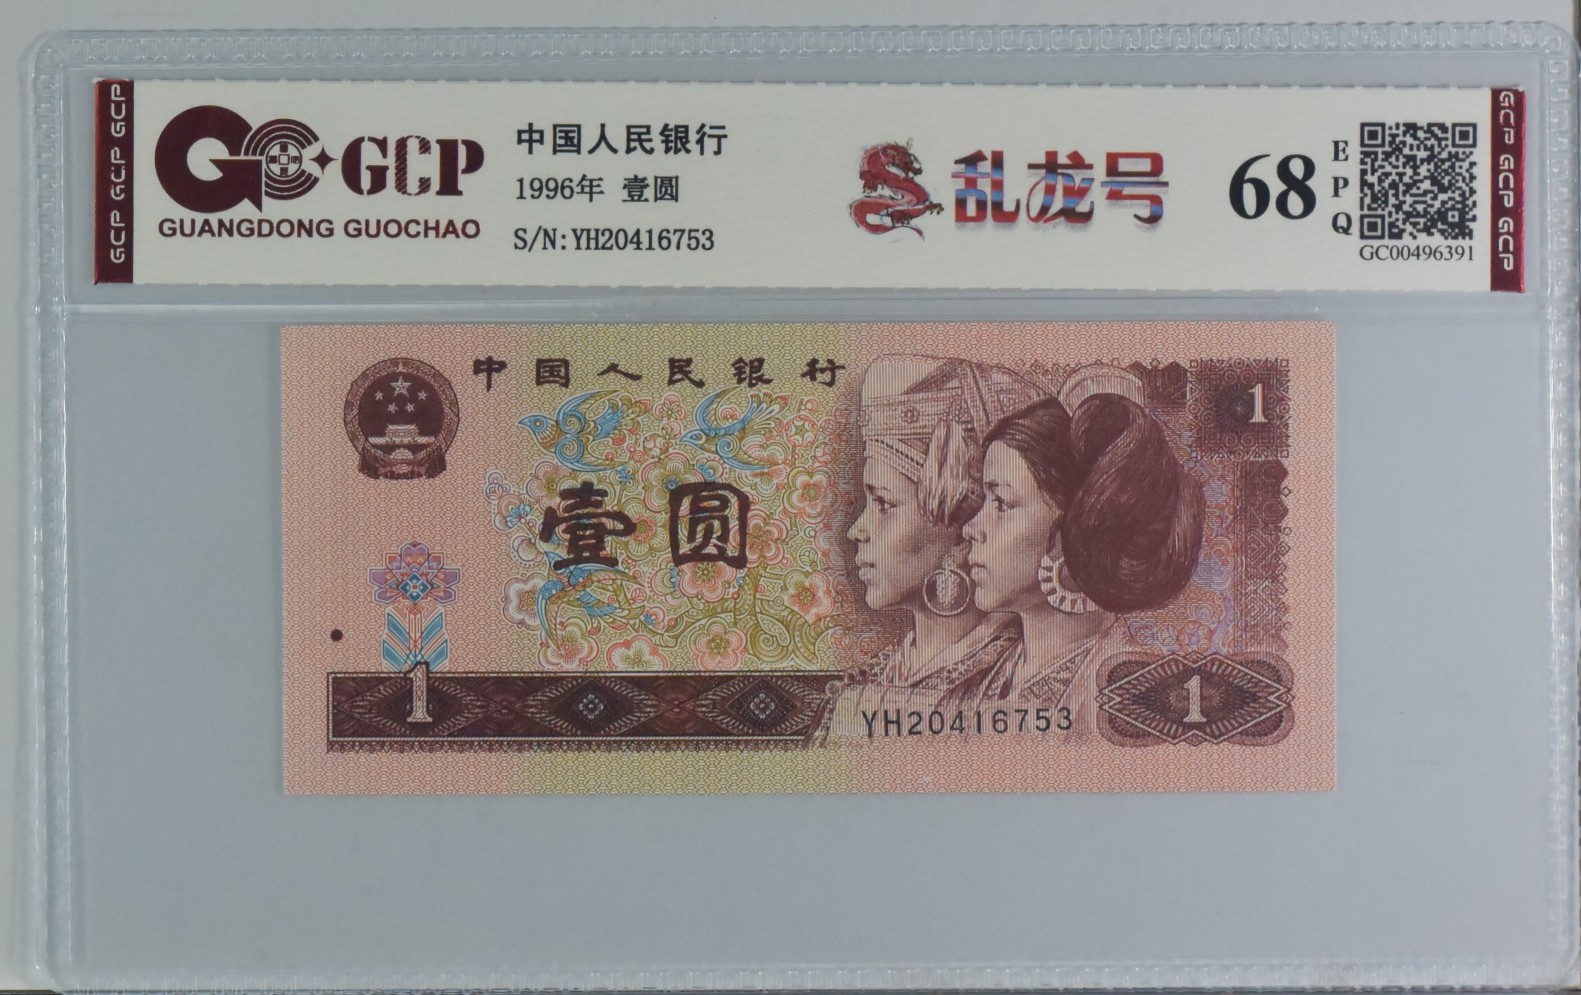 GCP GCP GCP
GCP
GUANGDONG GUOCHAO
中国人民银行
1996年 壹圆
S/N:YH20416753
乱龙号
68
EPQ
GC00496391
GCP GCP GCP
中国人民银行
1
壹圆
1
YH20416753
1